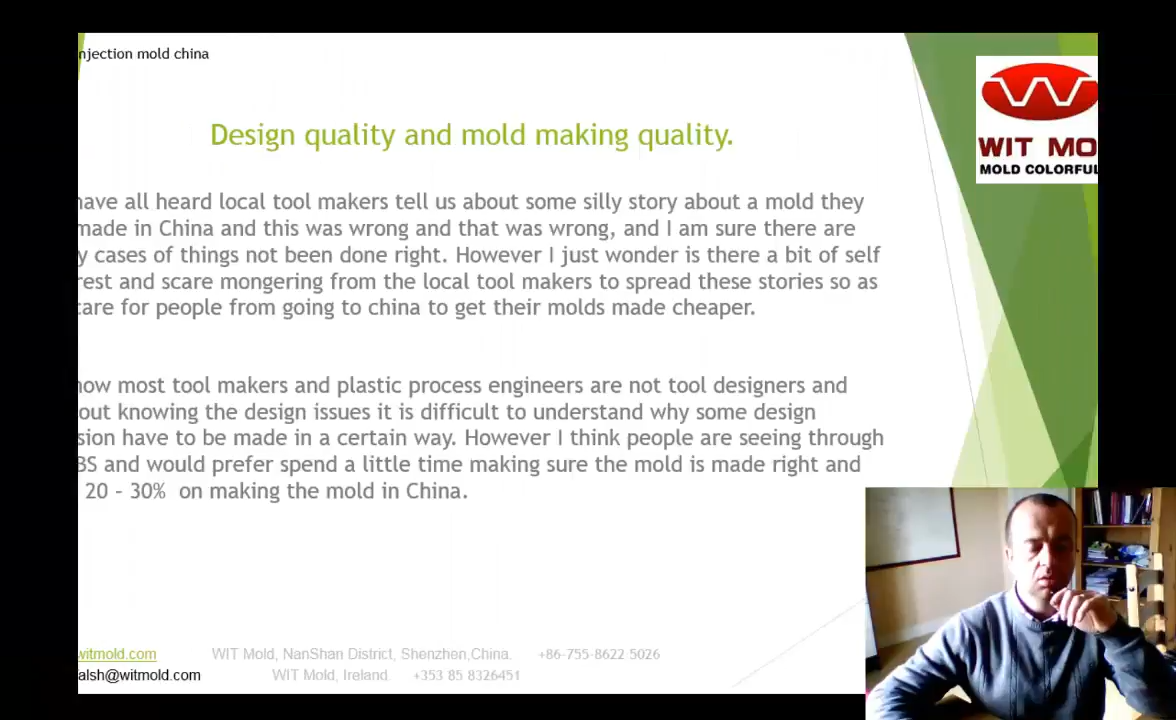 njection mold china
WIT MO
MOLD COLORFUL
Design quality and mold making quality.
have all heard local tool makers tell us about some silly story about a mold they
made in China and this was wrong and that was wrong, and I am sure there are
y cases of things not been done right. However I just wonder is there a bit of self
rest and scare mongering from the local tool makers to spread these stories so as
care for people from going to china to get their molds made cheaper.
now most tool makers and plastic process engineers are not tool designers and
out knowing the design issues it is difficult to understand why some design
sion have to be made in a certain way. However I think people are seeing through
BS and would prefer spend a little time making sure the mold is made right and
20 – 30% on making the mold in China.
witmold.com WIT Mold, NanShan District, Shenzhen,China. +86-755-8622 5026
alsh@witmold.com WIT Mold, Ireland. +353 85 8326451